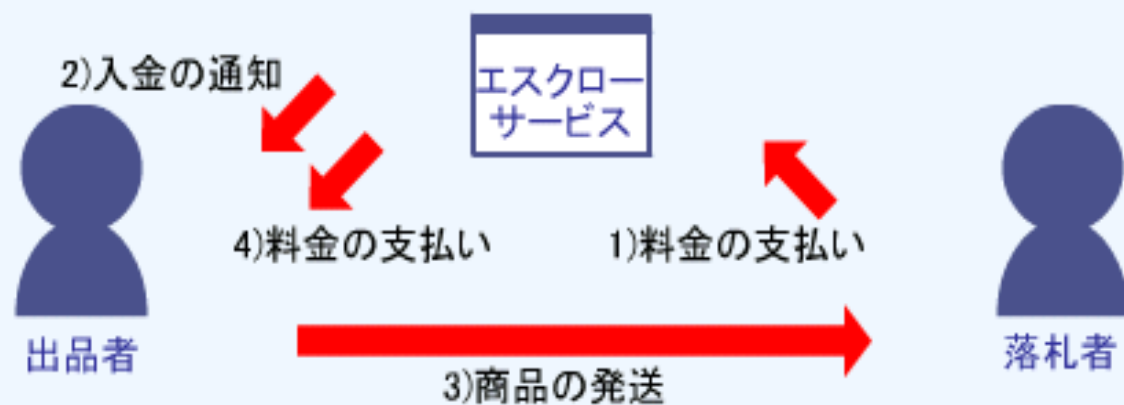 エスクロー
サービス
2)入金の通知
4)料金の支払い
1)料金の支払い
出品者
3)商品の発送
落札者